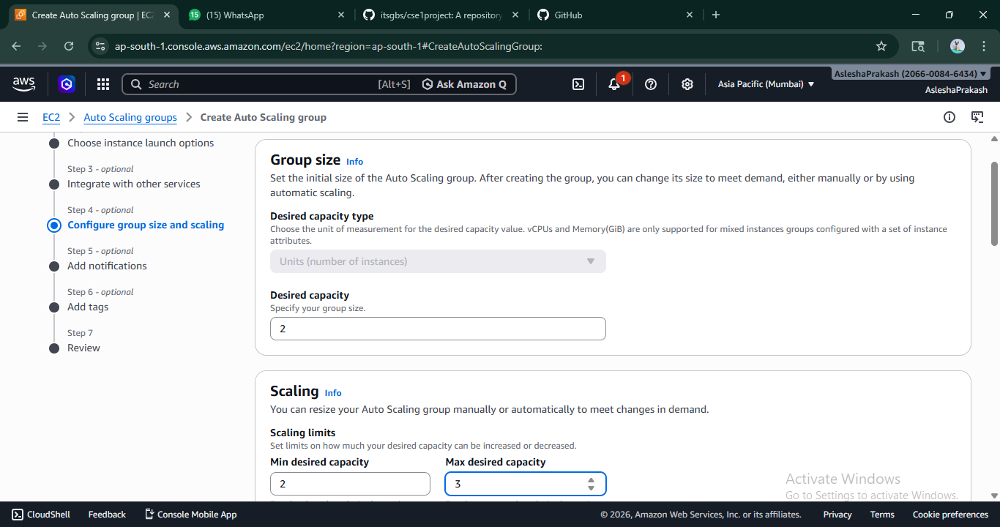 Create Auto Scaling group | EC2
15 (15) WhatsApp
itsgbs/cse1project: A repository
GitHub
ap-south-1.console.aws.amazon.com/ec2/home?region=ap-south-1#CreateAutoScalingGroup:
aws
Search [Alt+S] Ask Amazon Q
1
Asia Pacific (Mumbai)
AsleshaPrakash (2066-0084-6434)
AsleshaPrakash
EC2 > Auto Scaling groups > Create Auto Scaling group
Choose instance launch options
Step 3 - optional
Integrate with other services
Step 4 - optional
Configure group size and scaling
Step 5 - optional
Add notifications
Step 6 - optional
Add tags
Step 7
Review
Group size Info
Set the initial size of the Auto Scaling group. After creating the group, you can change its size to meet demand, either manually or by using
automatic scaling.
Desired capacity type
Choose the unit of measurement for the desired capacity value. vCPUs and Memory(GiB) are only supported for mixed instances groups configured with a set of instance
attributes.
Units (number of instances)
Desired capacity
Specify your group size.
2
Scaling Info
You can resize your Auto Scaling group manually or automatically to meet changes in demand.
Scaling limits
Set limits on how much your desired capacity can be increased or decreased.
Min desired capacity Max desired capacity
2 3
Activate Windows
Go to Settings to activate Windows.
CloudShell Feedback Console Mobile App © 2026, Amazon Web Services, Inc. or its affiliates. Privacy Terms Cookie preferences